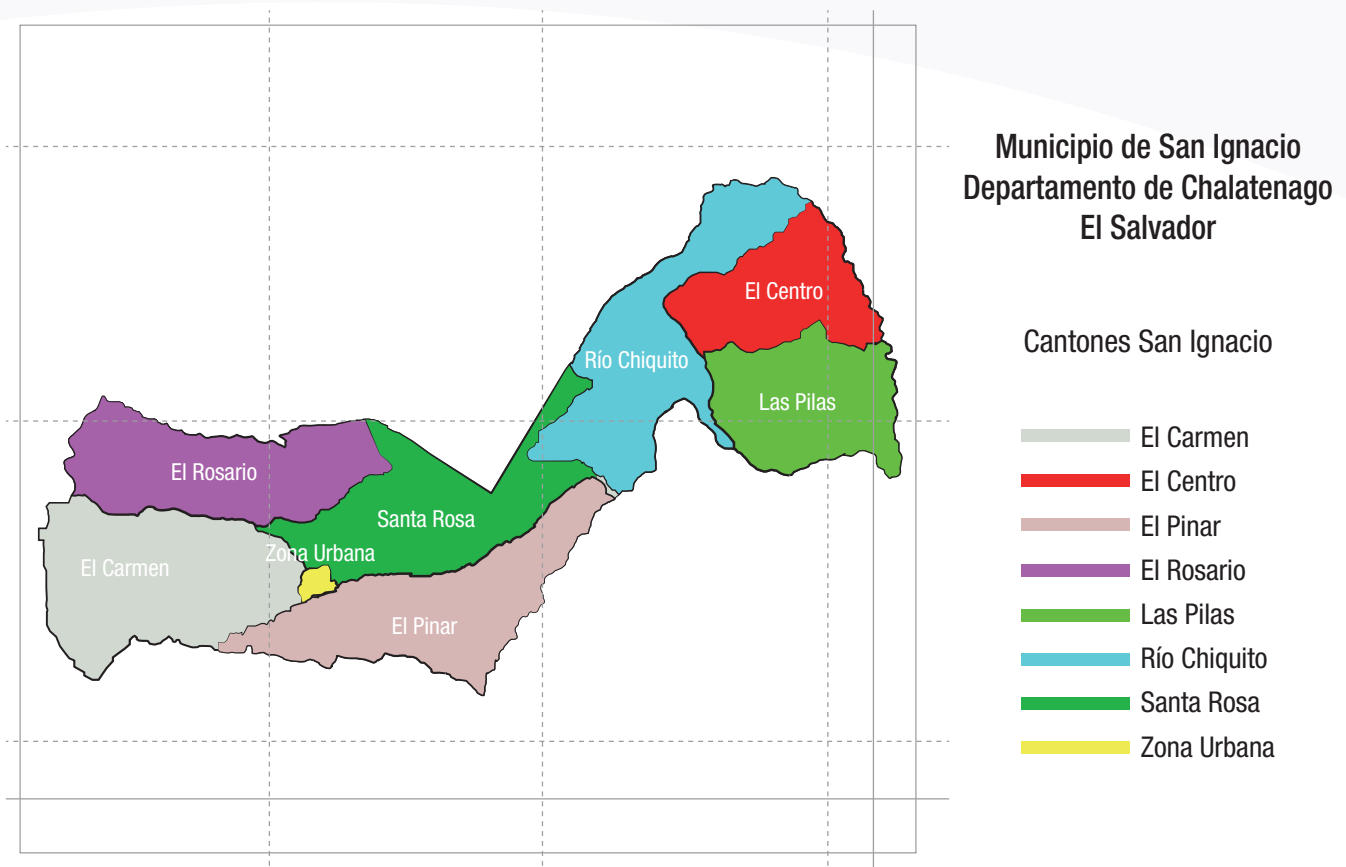 Municipio de San Ignacio
Departamento de Chalatenago
El Salvador
Cantones San Ignacio
El Carmen
El Centro
El Pinar
El Rosario
Las Pilas
Río Chiquito
Santa Rosa
Zona Urbana
El Centro
Río Chiquito
Las Pilas
El Rosario
Santa Rosa
Zona Urbana
El Carmen
El Pinar